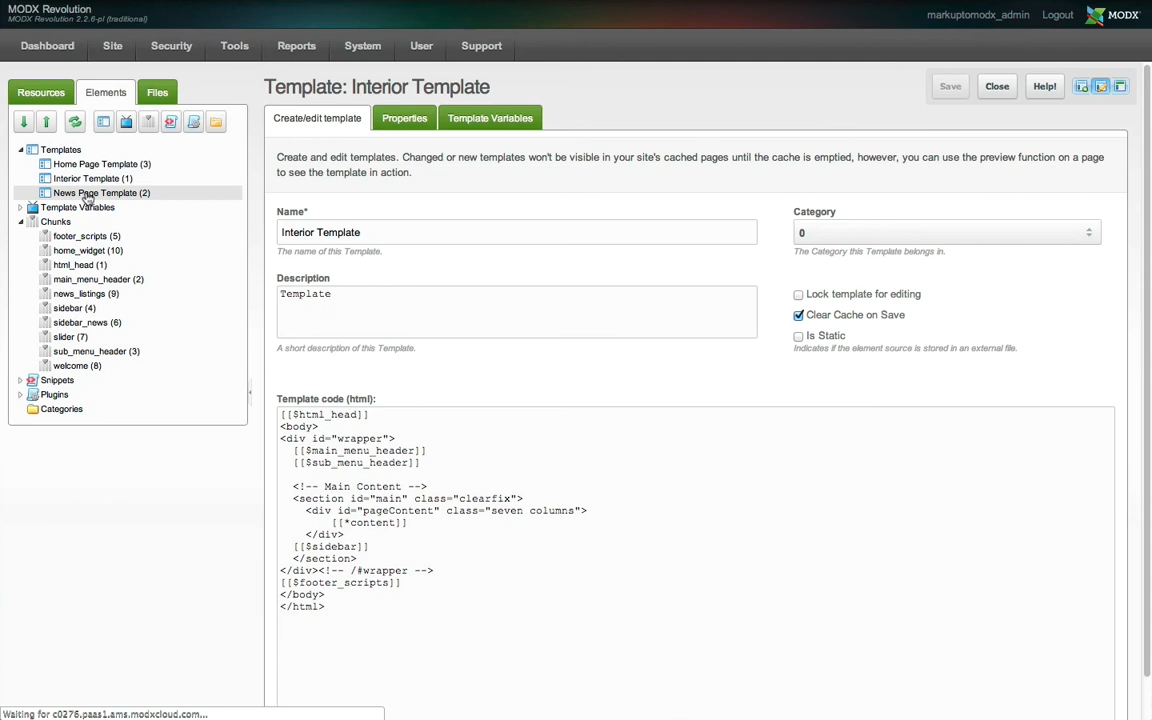 MODX Revolution
MODX Revolution 2.2.6-pl (traditional)
markuptomodx_admin Logout MODX
Dashboard Site Security Tools Reports System User Support
Resources Elements Files
Templates
Home Page Template (3)
Interior Template (1)
News Page Template (2)
Template Variables
Chunks
footer_scripts (5)
home_widget (10)
html_head (1)
main_menu_header (2)
news_listings (9)
sidebar (4)
sidebar_news (6)
slider (7)
sub_menu_header (3)
welcome (8)
Snippets
Plugins
Categories
Template: Interior Template
Save Close Help!
Create/edit template Properties Template Variables
Create and edit templates. Changed or new templates won't be visible in your site's cached pages until the cache is emptied, however, you can use the preview function on a page
to see the template in action.
Name*
Interior Template
The name of this Template.
Category
0
The Category this Template belongs in.
Description
Template
A short description of this Template.
Lock template for editing
Clear Cache on Save
Is Static
Indicates if the element source is stored in an external file.
Template code (html):
[[$html_head]]
<body>
<div id="wrapper">
[[$main_menu_header]]
[[$sub_menu_header]]
<!-- Main Content -->
<section id="main" class="clearfix">
<div id="pageContent" class="seven columns">
[[*content]]
</div>
[[$sidebar]]
</section>
</div><!-- /#wrapper -->
[[$footer_scripts]]
</body>
</html>
Waiting for c0276.paas1.ams.modxcloud.com...